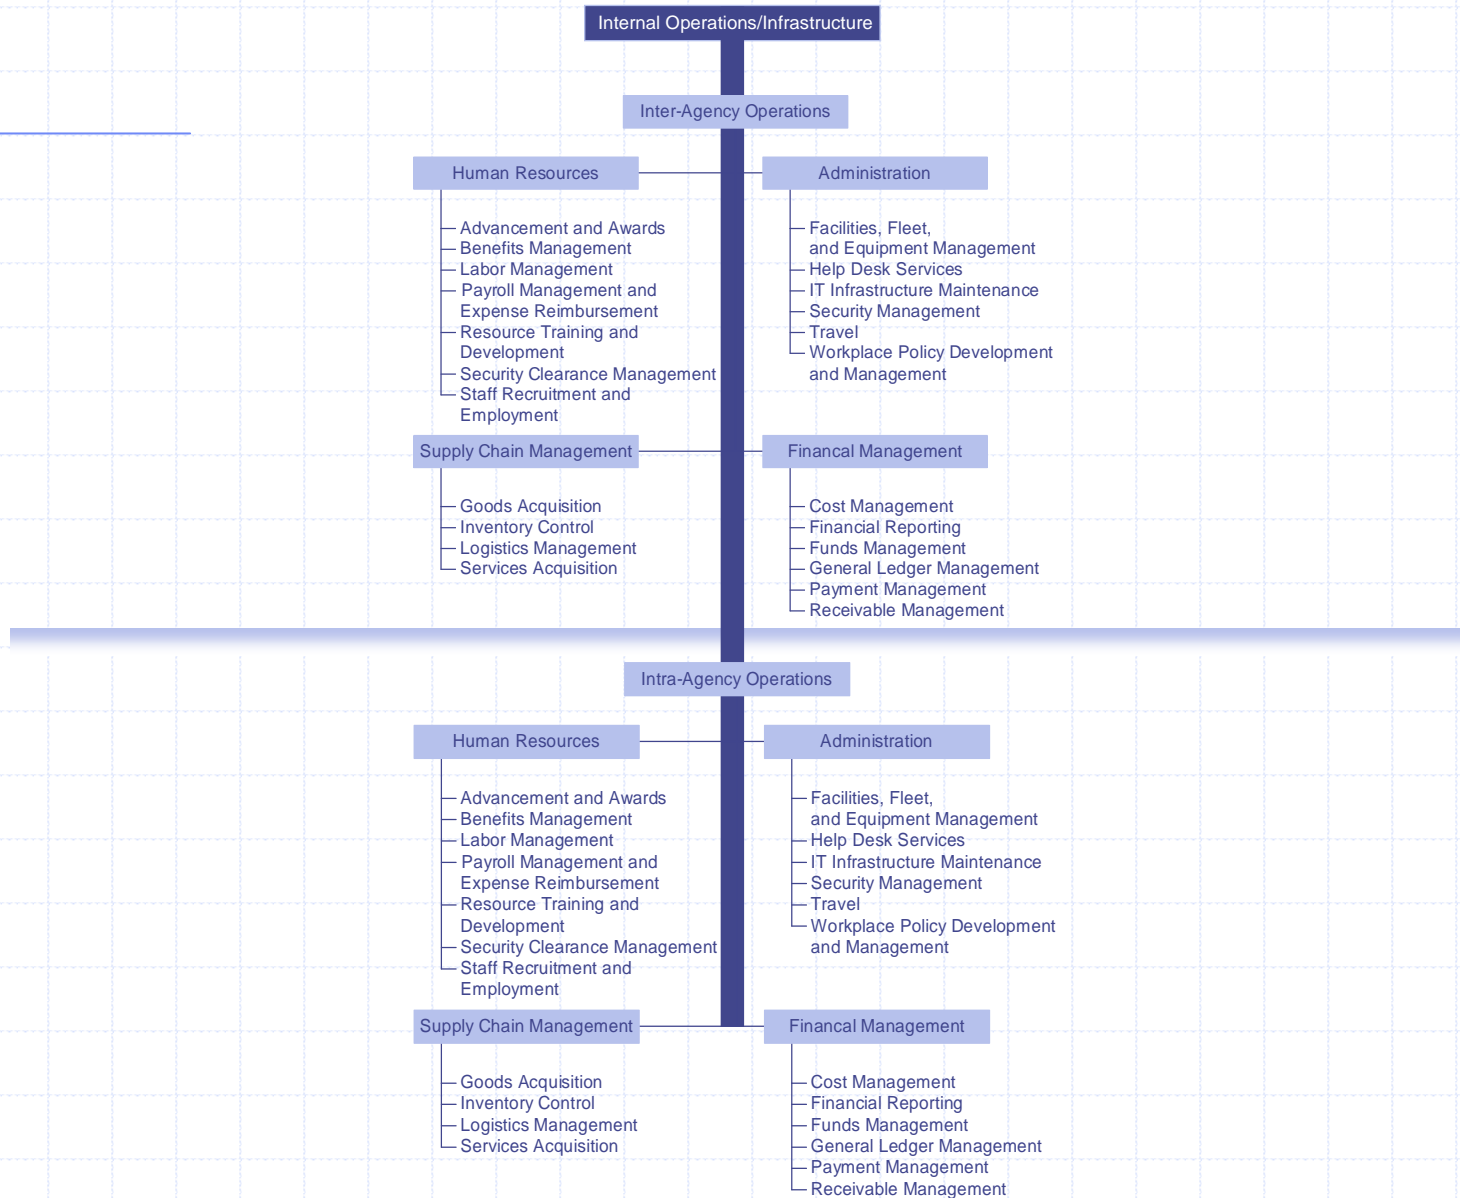 Internal Operations/Infrastructure
Inter-Agency Operations
Human Resources
Advancement and Awards
Benefits Management
Labor Management
Payroll Management and
Expense Reimbursement
Resource Training and
Development
Security Clearance Management
Staff Recruitment and
Employment
Administration
Facilities, Fleet,
and Equipment Management
Help Desk Services
IT Infrastructure Maintenance
Security Management
Travel
Workplace Policy Development
and Management
Supply Chain Management
Goods Acquisition
Inventory Control
Logistics Management
Services Acquisition
Financal Management
Cost Management
Financial Reporting
Funds Management
General Ledger Management
Payment Management
Receivable Management
Intra-Agency Operations
Human Resources
Advancement and Awards
Benefits Management
Labor Management
Payroll Management and
Expense Reimbursement
Resource Training and
Development
Security Clearance Management
Staff Recruitment and
Employment
Administration
Facilities, Fleet,
and Equipment Management
Help Desk Services
IT Infrastructure Maintenance
Security Management
Travel
Workplace Policy Development
and Management
Supply Chain Management
Goods Acquisition
Inventory Control
Logistics Management
Services Acquisition
Financal Management
Cost Management
Financial Reporting
Funds Management
General Ledger Management
Payment Management
Receivable Management